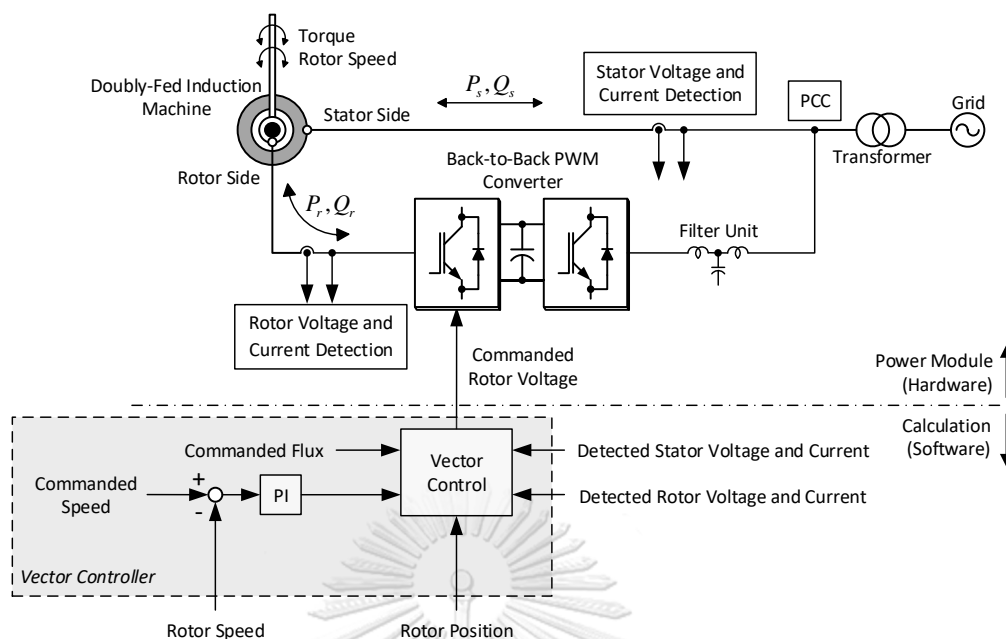 Torque
Rotor Speed
Doubly-Fed Induction
Machine
Stator Side
Rotor Side
P_s, Q_s
P_r, Q_r
Stator Voltage and
Current Detection
PCC
Grid
Transformer
Back-to-Back PWM
Converter
Filter Unit
Rotor Voltage and
Current Detection
Commanded
Rotor Voltage
Power Module
(Hardware)
Calculation
(Software)
Commanded Flux
Commanded
Speed
+
-
PI
Vector
Control
Detected Stator Voltage and Current
Detected Rotor Voltage and Current
Vector Controller
Rotor Speed
Rotor Position